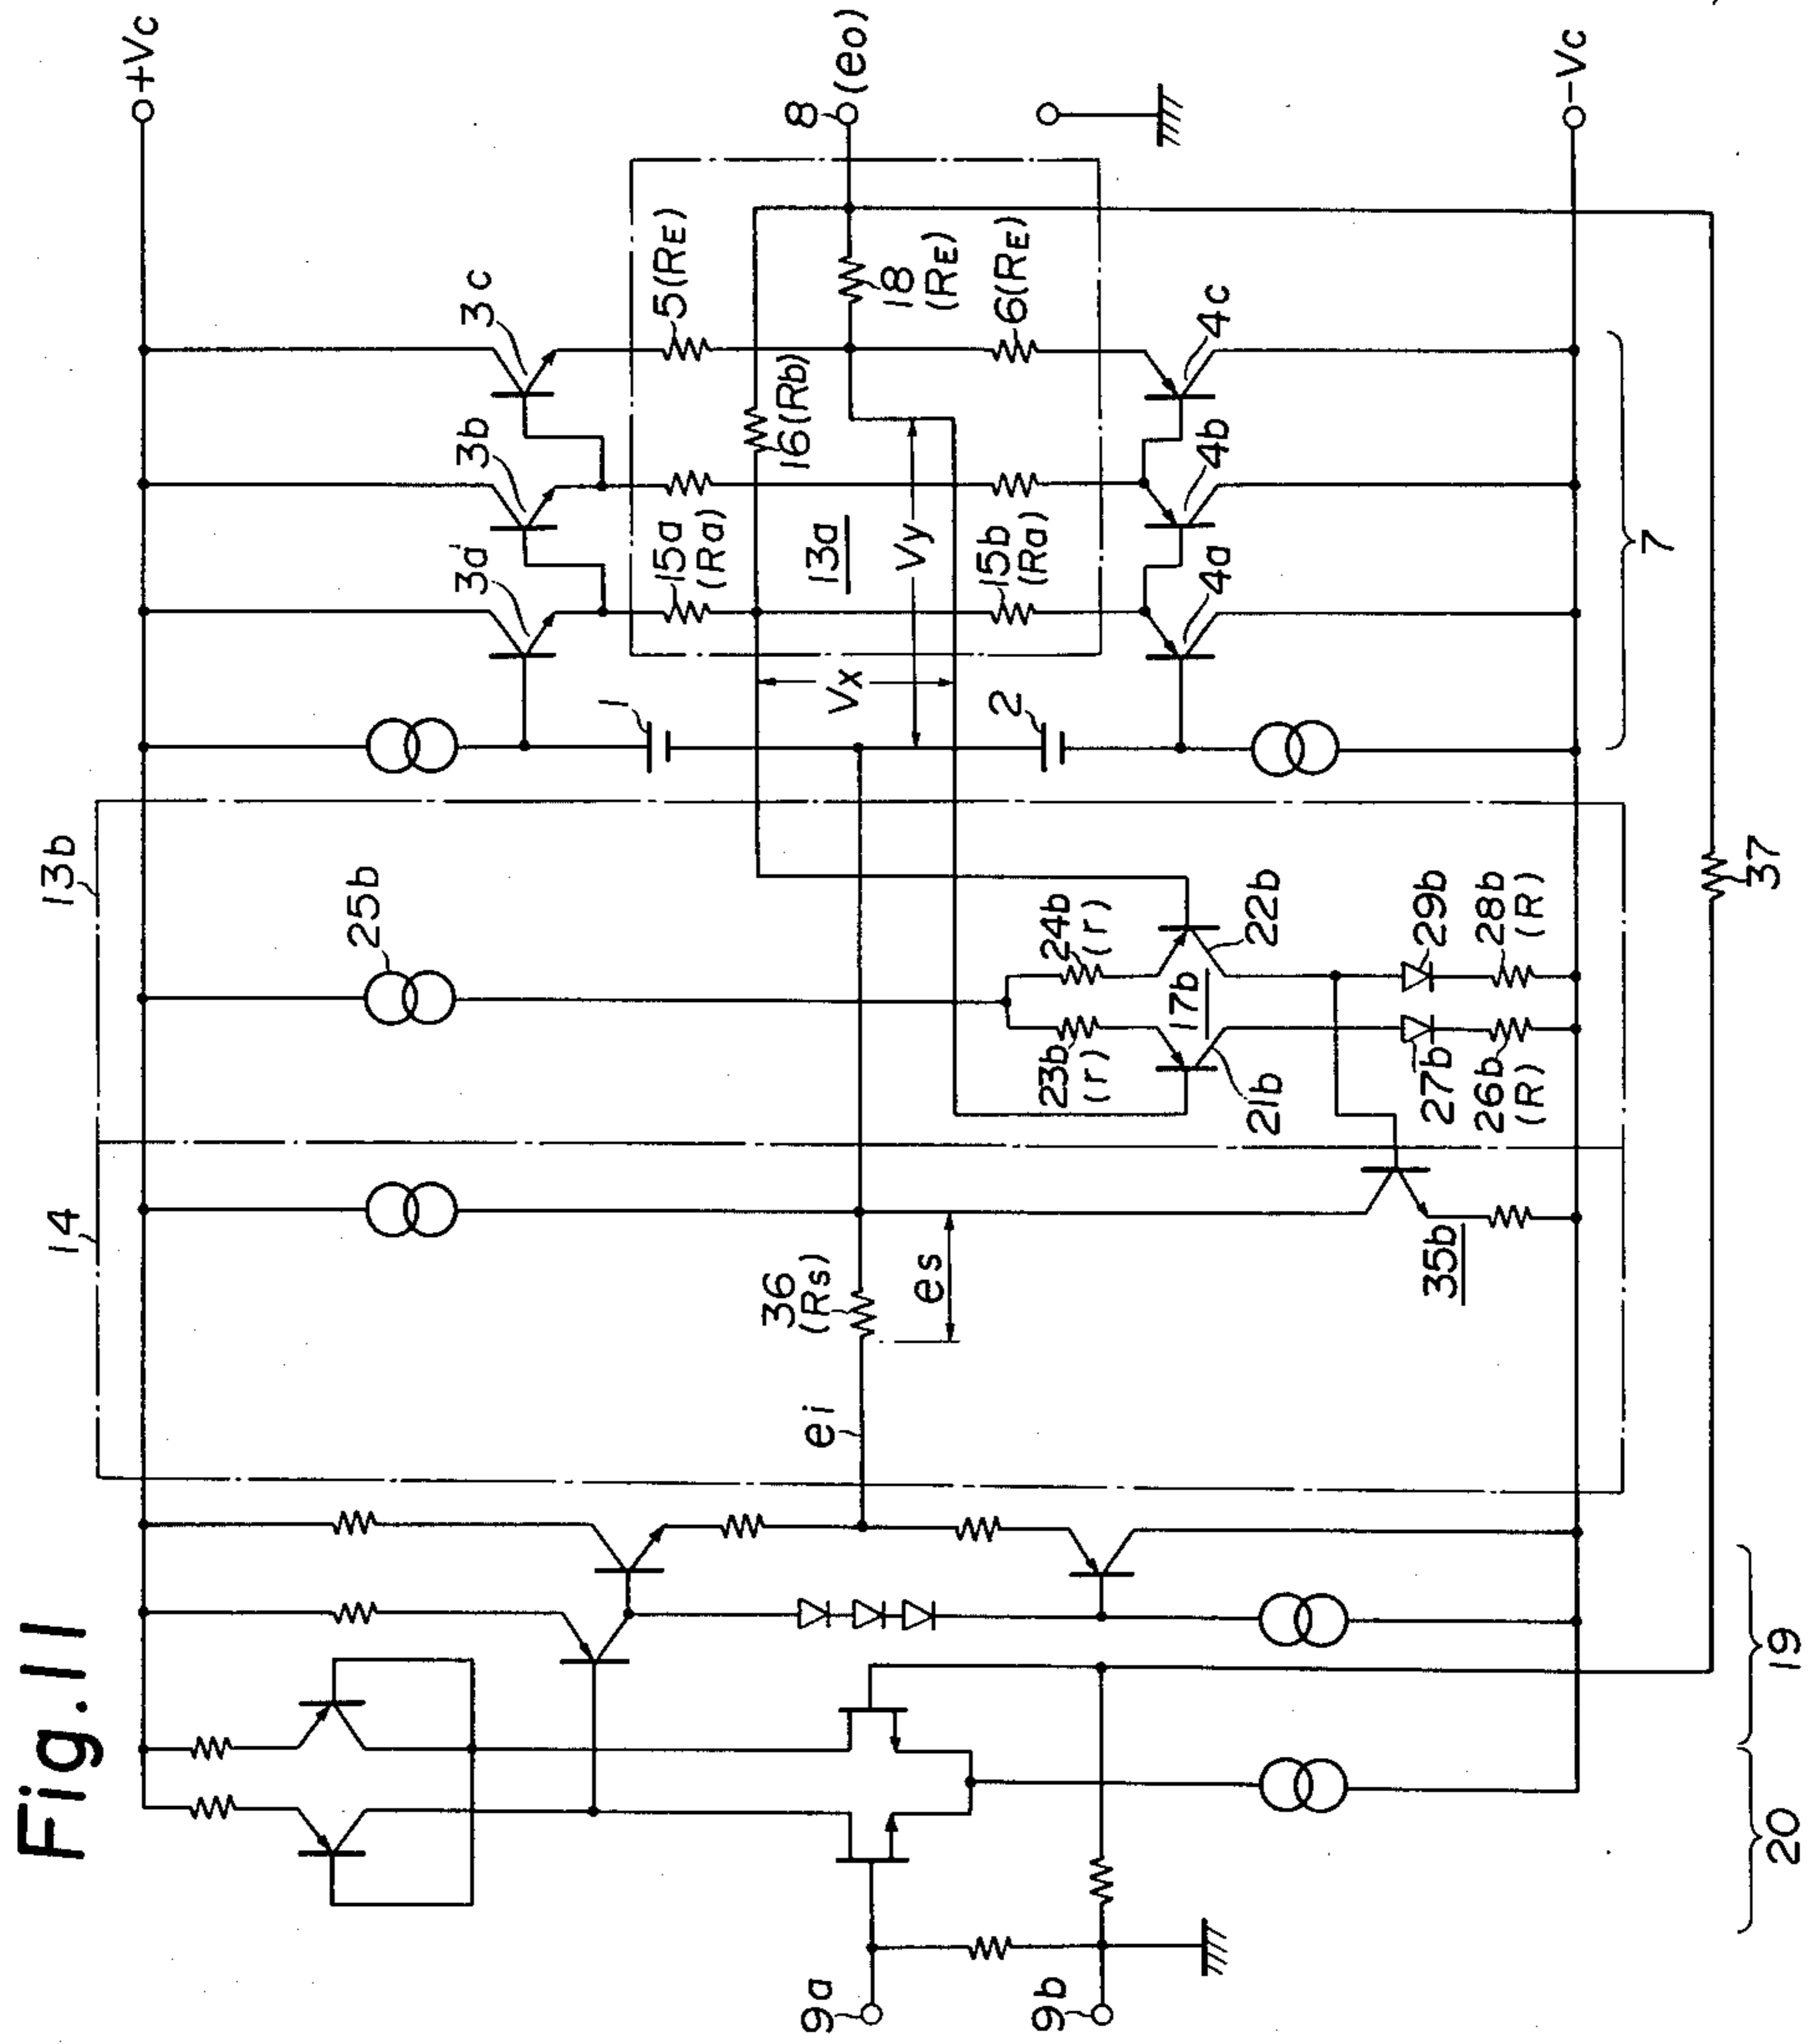 Fig. 11
+Vc
13b
14
25b
3a
3b
3c
1
5(RE)
15a
(Ra)
16(Rb)
8
(eo)
18
(RE)
13a
Vx
Vy
ei
36
(Rs)
es
2
15b
(Ra)
6(RE)
9a
9b
23b
(r)
24b
(r)
17b
21b
22b
4a
4b
4c
35b
27b
29b
26b
(R)
28b
(R)
-Vc
7
37
20
19